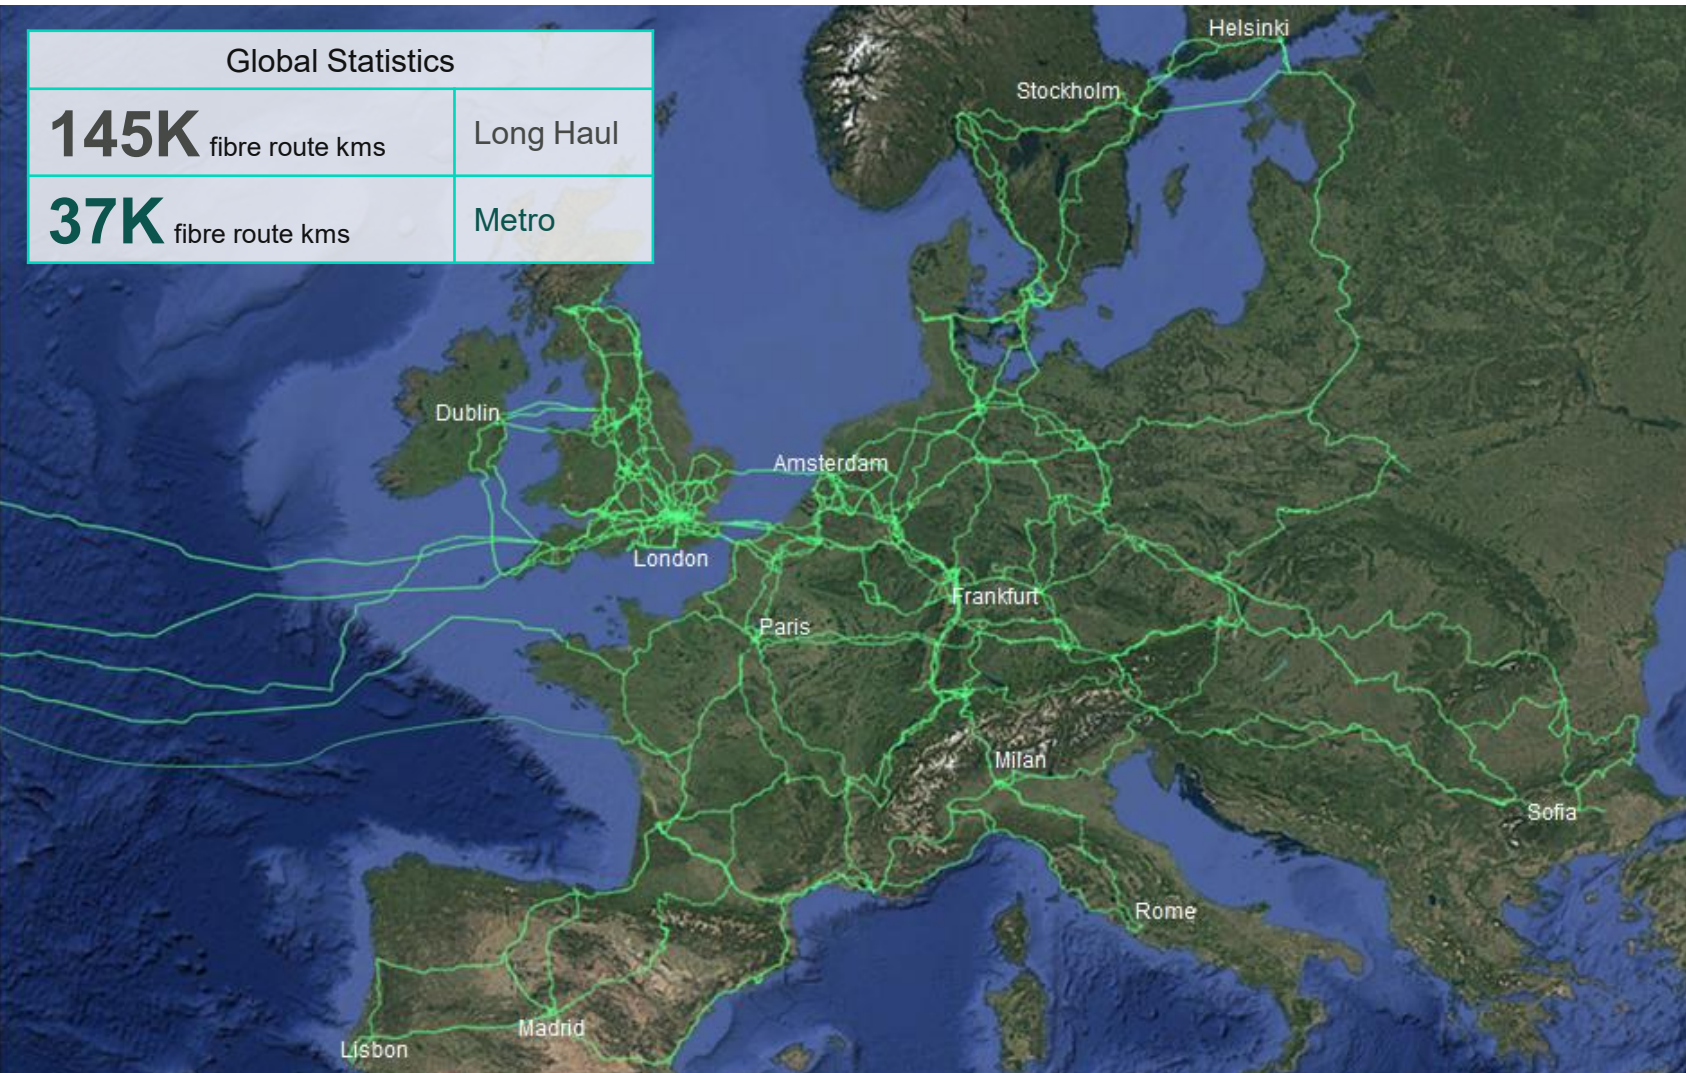 Global Statistics
145K fibre route kms
Long Haul
37K fibre route kms
Metro
Helsinki
Stockholm
Dublin
Amsterdam
London
Frankfurt
Paris
Milan
Sofia
Rome
Madrid
Lisbon